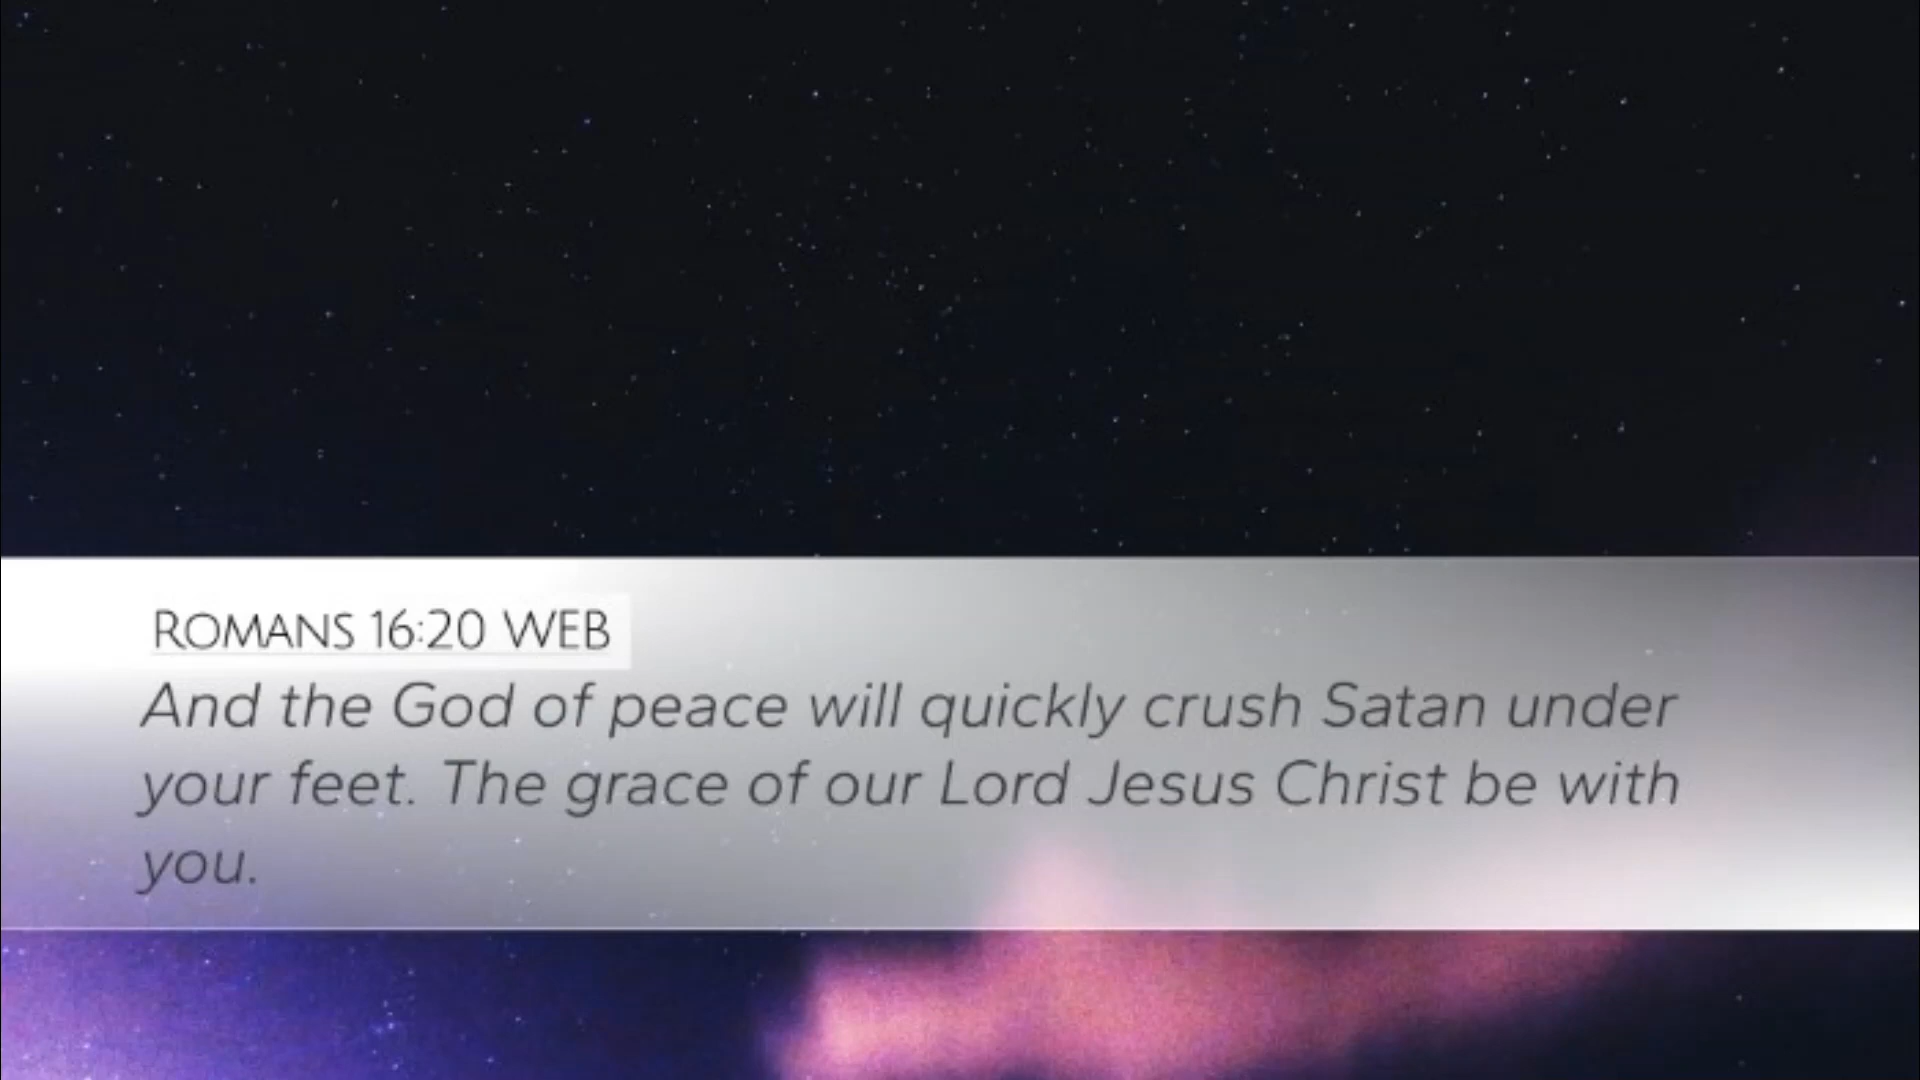 ROMANS 16:20 WEB
And the God of peace will quickly crush Satan under
your feet. The grace of our Lord Jesus Christ be with
you.